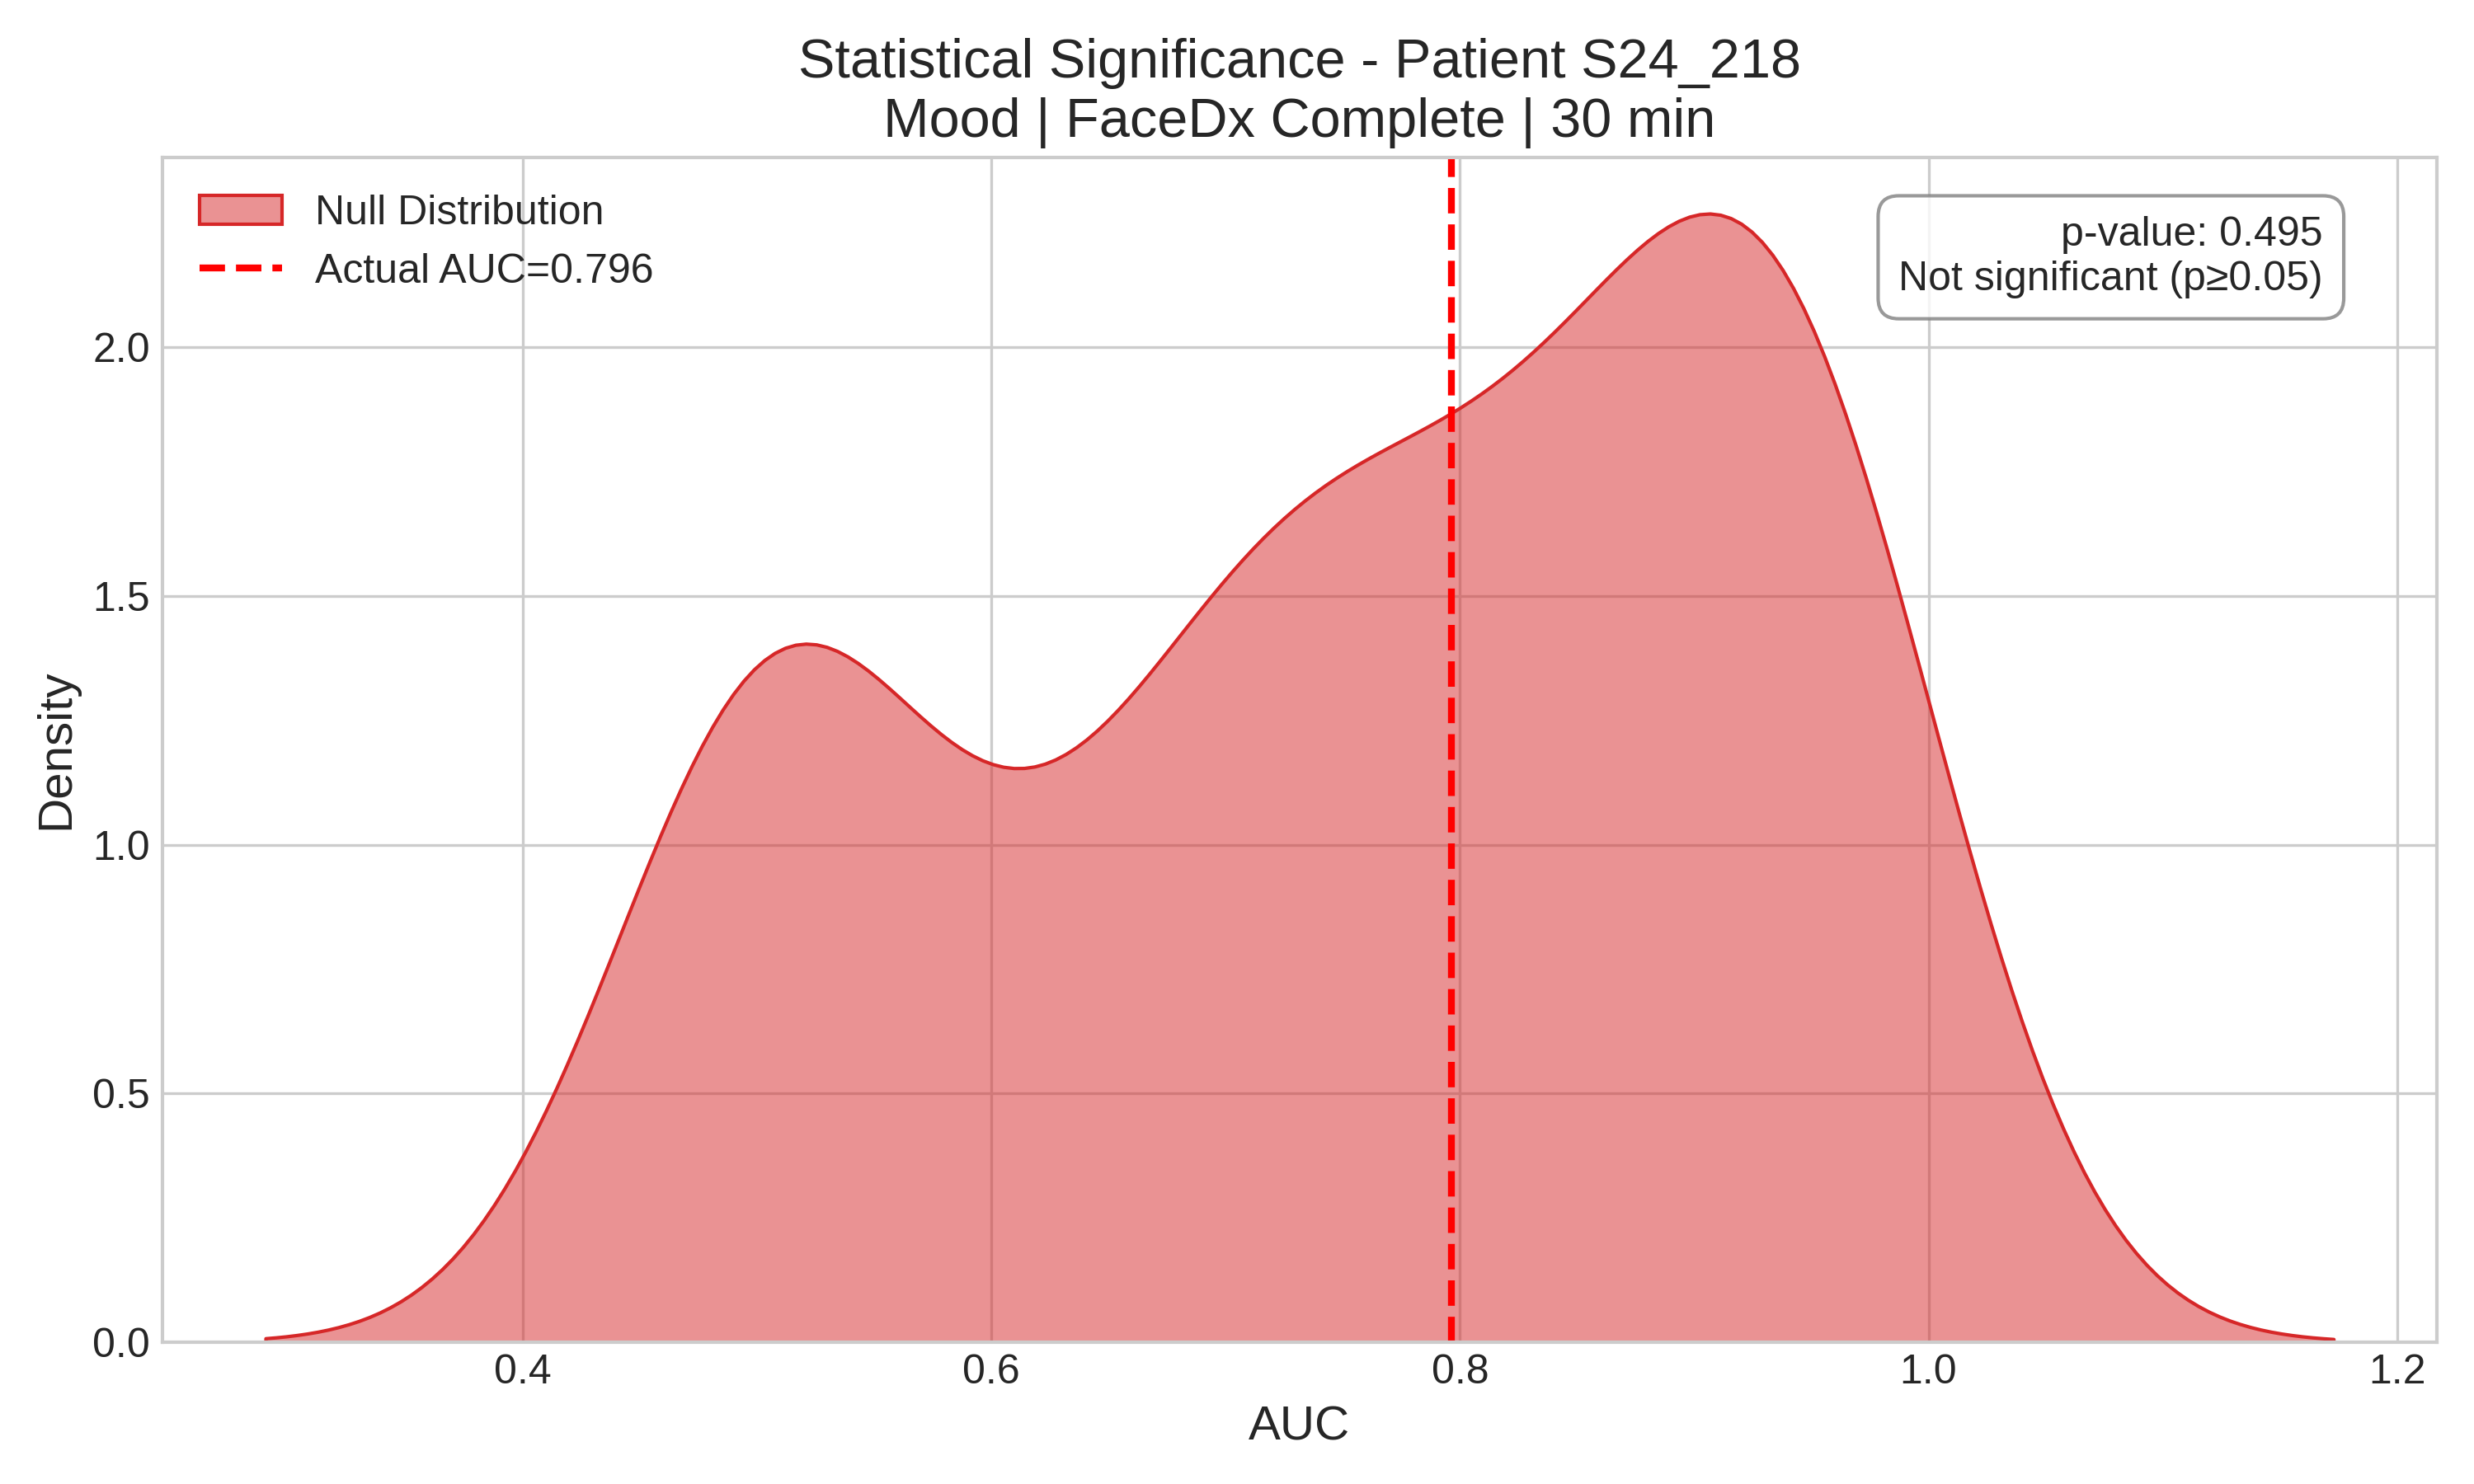 Statistical Significance - Patient S24_218
Mood | FaceDx Complete | 30 min
Null Distribution
Actual AUC=0.796
p-value: 0.495
Not significant (p≥0.05)
Density
2.0
1.5
1.0
0.5
0.0
0.4
0.6
0.8
1.0
1.2
AUC